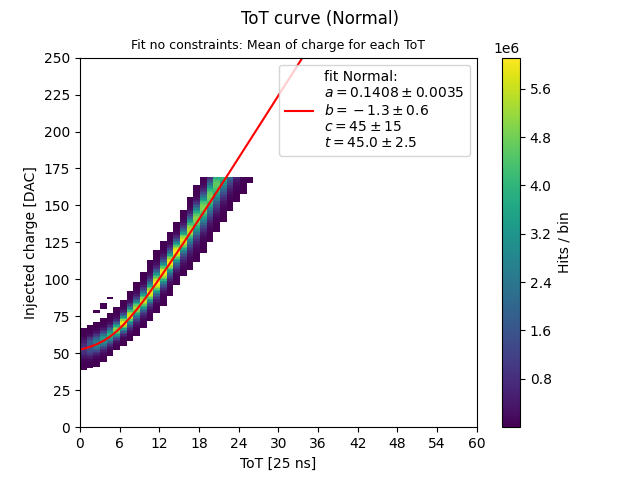 ToT curve (Normal)
Fit no constraints: Mean of charge for each ToT
1e6
250
225
200
175
150
125
100
75
50
25
0
Injected charge [DAC]
fit Normal:
a = 0.1408 ± 0.0035
b = −1.3 ± 0.6
c = 45 ± 15
t = 45.0 ± 2.5
5.6
4.8
4.0
3.2
2.4
1.6
0.8
Hits / bin
0 6 12 18 24 30 36 42 48 54 60
ToT [25 ns]